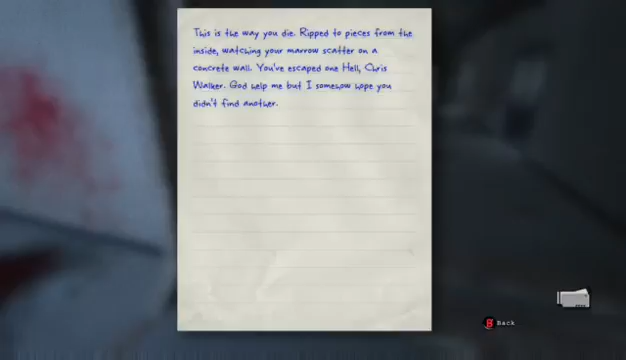 This is the way you die. Ripped to pieces from the
inside, watching your marrow scatter on a
concrete wall. You've escaped one Hell, Chris
Walker. God help me but I somehow hope you
didn't find another.
B Back